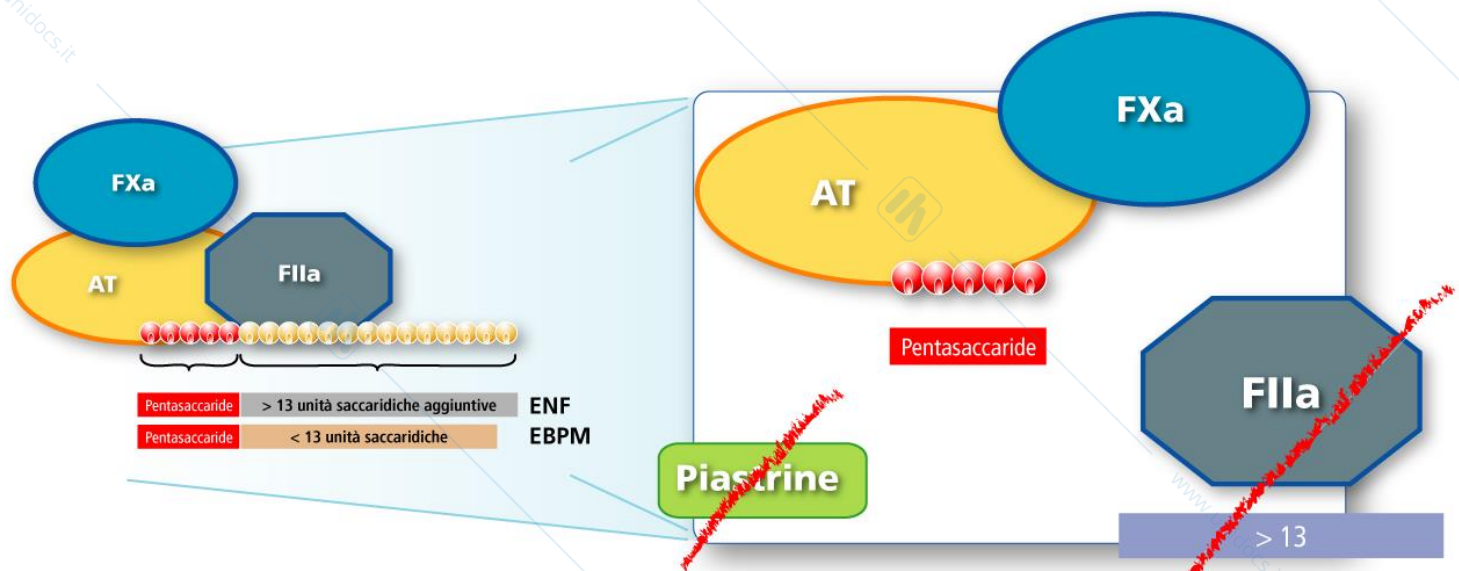 FXa
AT
FIIa
Pentasaccaride > 13 unità saccaridiche aggiuntive ENF
Pentasaccaride < 13 unità saccaridiche EBPM
FXa
AT
Pentasaccaride
FIIa
Piastrine
> 13